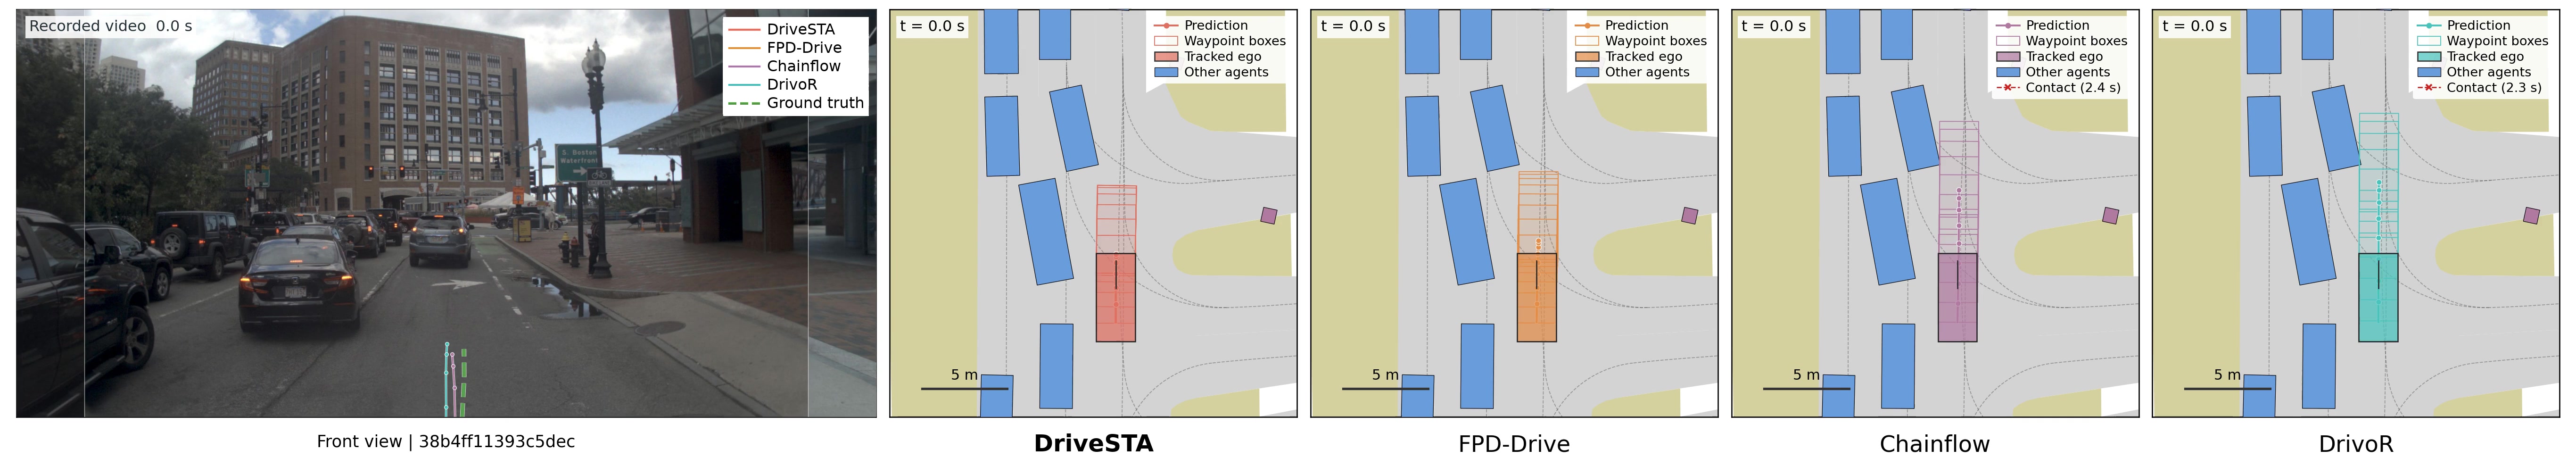 Recorded video 0.0 s
DriveSTA
FPD-Drive
Chainflow
DrivoR
Ground truth
S. Boston
Waterfront
Front view | 38b4ff11393c5dec
t = 0.0 s
Prediction
Waypoint boxes
Tracked ego
Other agents
5 m
DriveSTA
t = 0.0 s
Prediction
Waypoint boxes
Tracked ego
Other agents
5 m
FPD-Drive
t = 0.0 s
Prediction
Waypoint boxes
Tracked ego
Other agents
Contact (2.4 s)
5 m
Chainflow
t = 0.0 s
Prediction
Waypoint boxes
Tracked ego
Other agents
Contact (2.3 s)
5 m
DrivoR